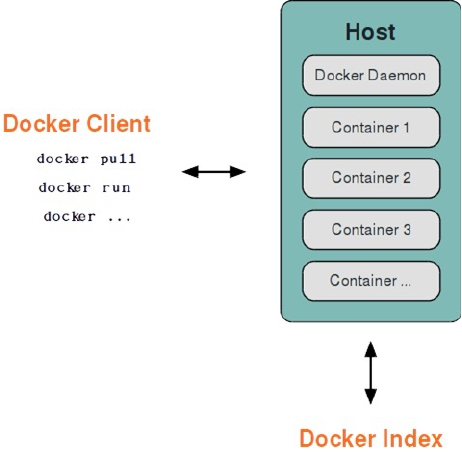 Host
Docker Daemon
Container 1
Container 2
Container 3
Container ...
Docker Client
docker pull
docker run
docker ...
Docker Index